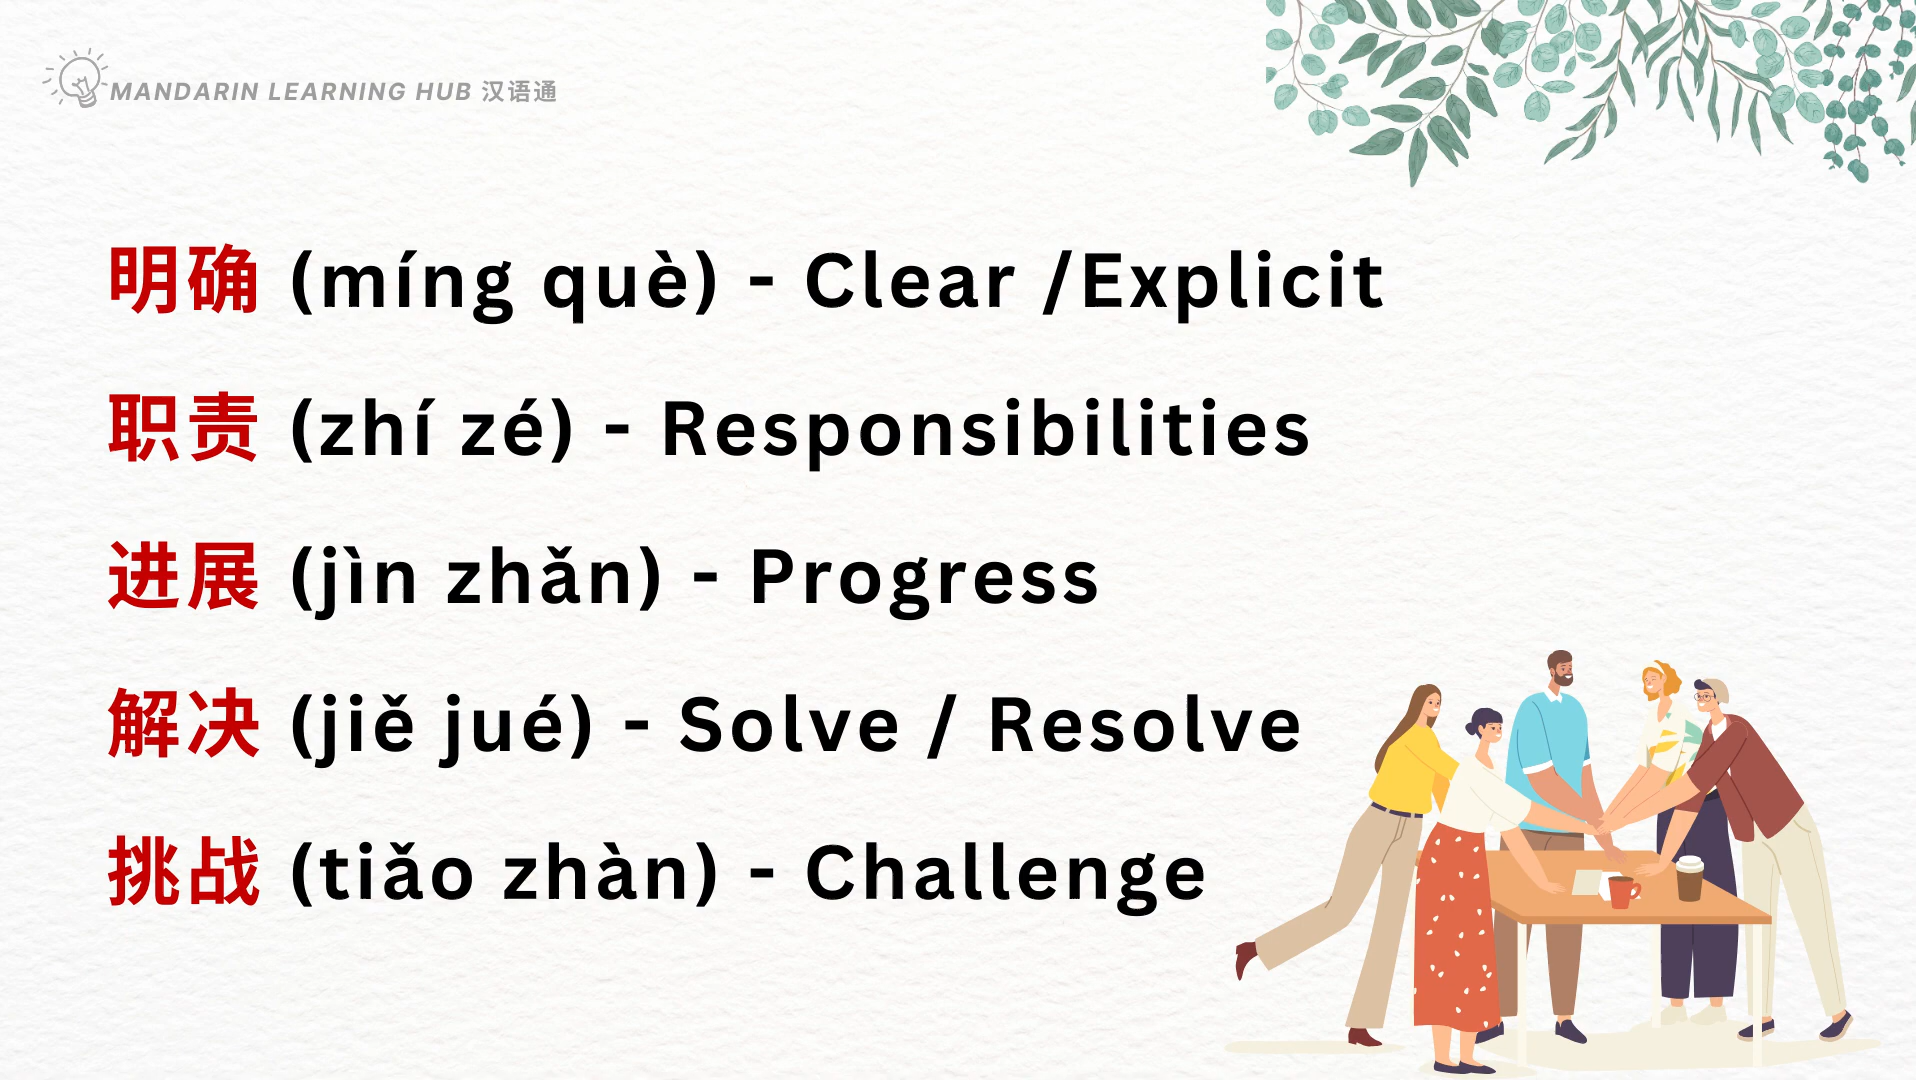 MANDARIN LEARNING HUB 汉语通
明确 (míng què) - Clear /Explicit
职责 (zhí zé) - Responsibilities
进展 (jìn zhǎn) - Progress
解决 (jiě jué) - Solve / Resolve
挑战 (tiǎo zhàn) - Challenge